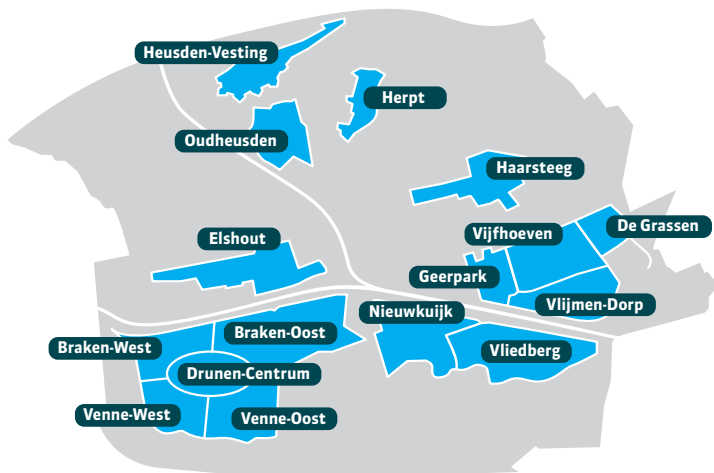 Heusden-Vesting
Herpt
Oudheusden
Haarsteeg
De Grassen
Vijfhoeven
Elshout
Geerpark
Nieuwkuijk
Vlijmen-Dorp
Braken-Oost
Braken-West
Vliedberg
Drunen-Centrum
Venne-West
Venne-Oost